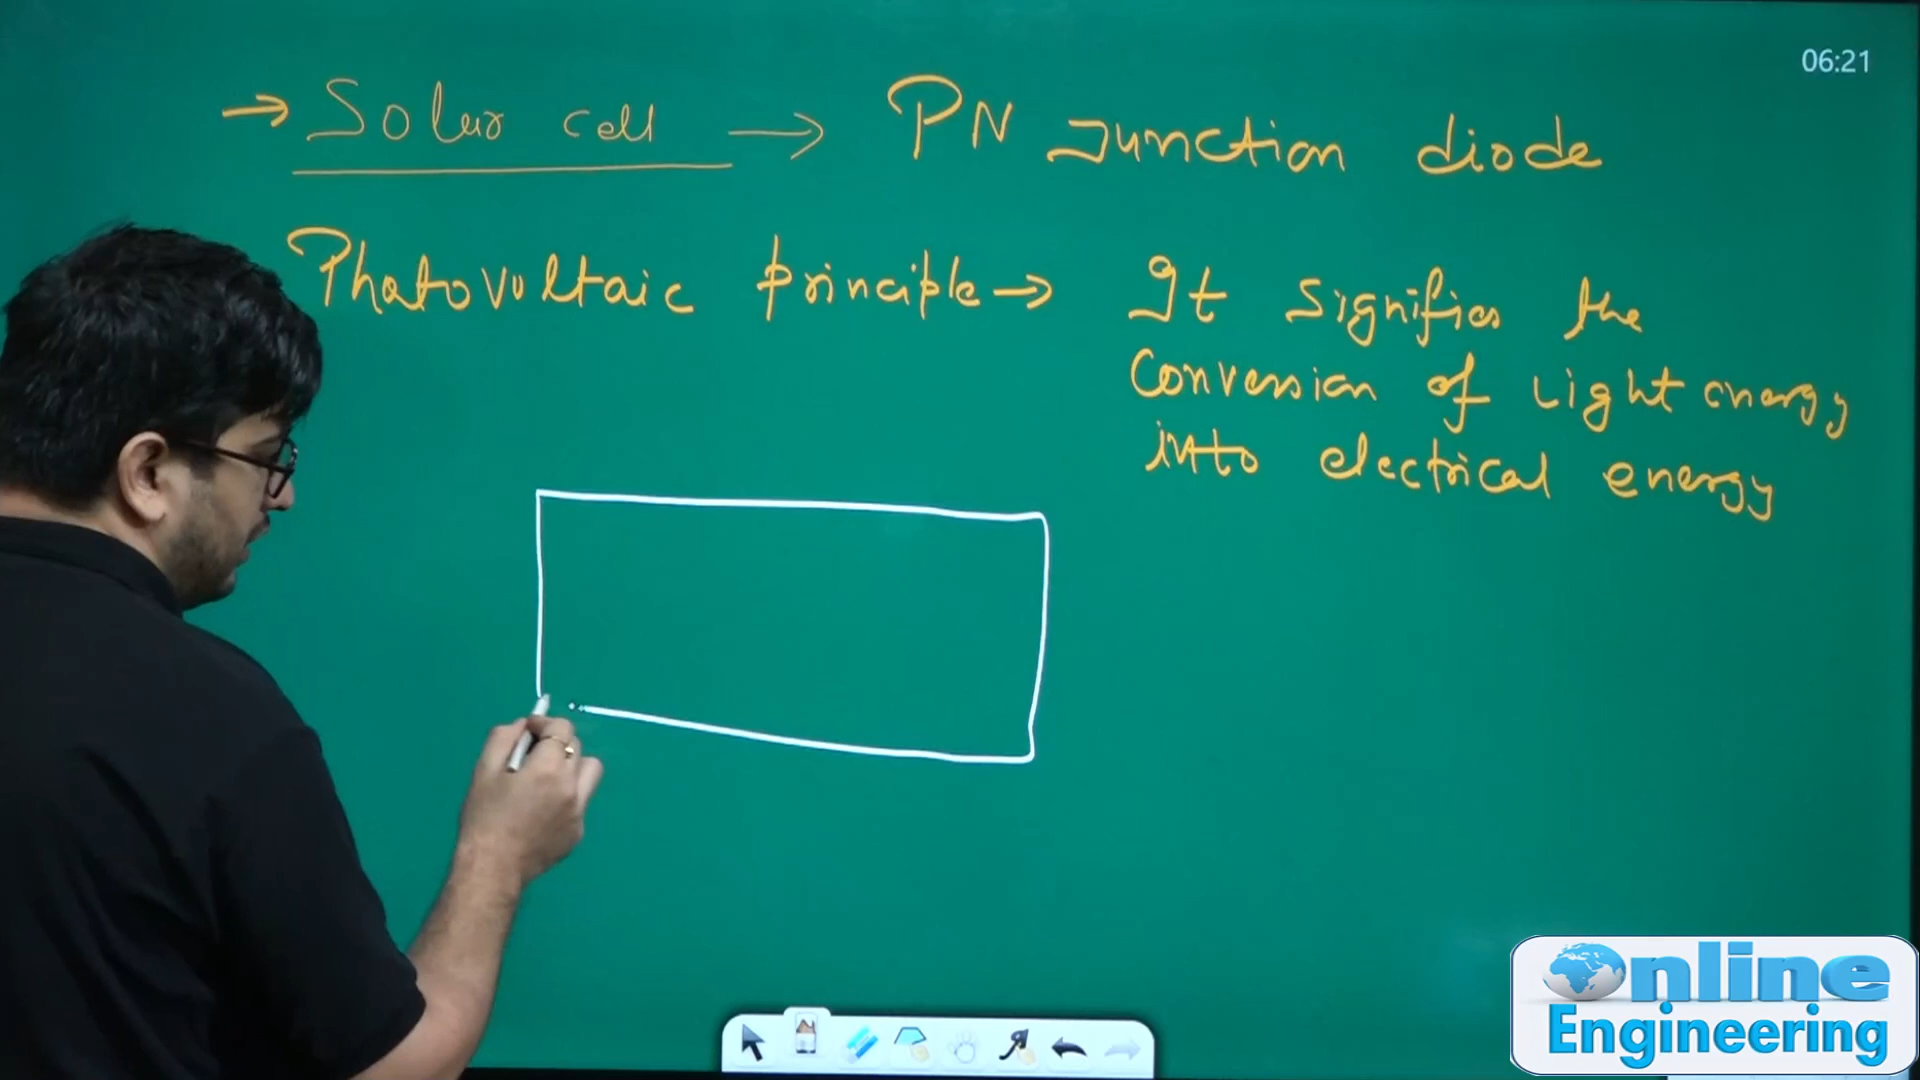 06:21
→ Solar cell → PN Junction diode
Photovoltaic principle → It signifies the
conversion of light energy
into electrical energy
Online
Engineering